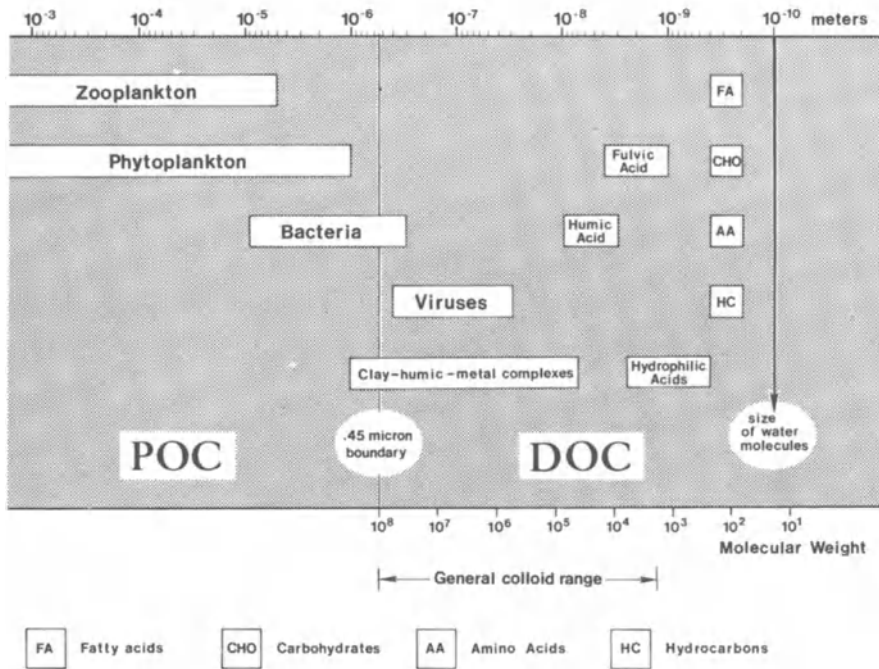 10⁻³ 10⁻⁴ 10⁻⁵ 10⁻⁶ 10⁻⁷ 10⁻⁸ 10⁻⁹ 10⁻¹⁰ meters
Zooplankton
FA
Phytoplankton
Fulvic
Acid
CHO
Bacteria
Humic
Acid
AA
Viruses
HC
Clay-humic-metal complexes
Hydrophilic
Acids
POC
.45 micron
boundary
DOC
size
of water
molecules
10⁸ 10⁷ 10⁶ 10⁵ 10⁴ 10³ 10² 10¹
Molecular Weight
General colloid range
FA Fatty acids CHO Carbohydrates AA Amino Acids HC Hydrocarbons